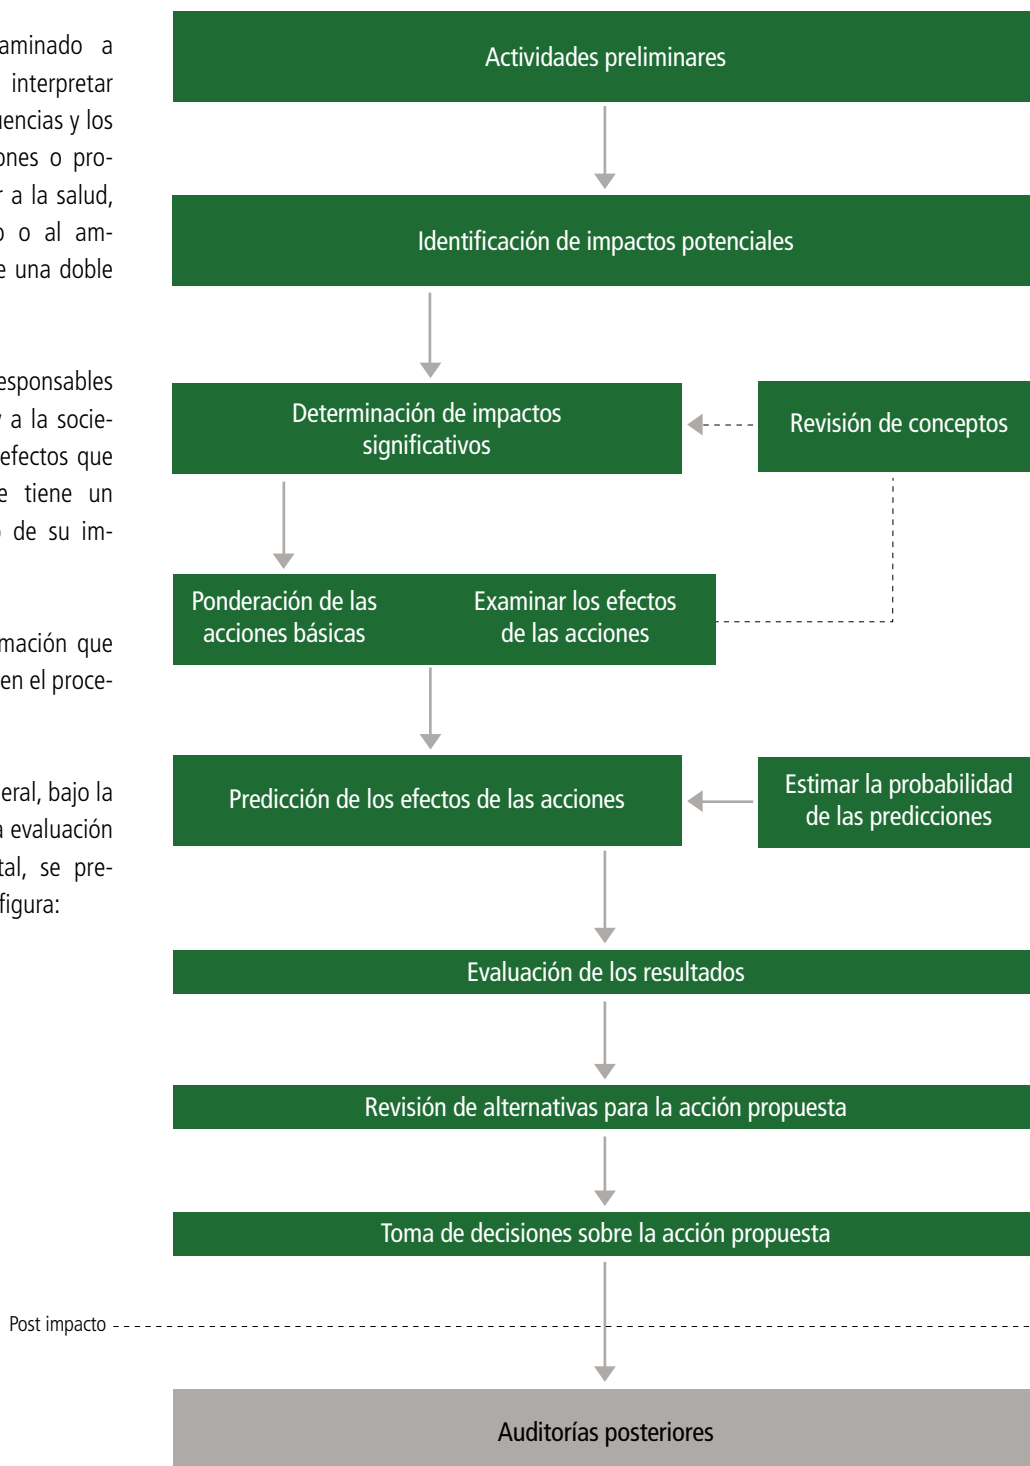 aminado a
interpretar
uencias y los
ones o pro-
r a la salud,
o o al am-
e una doble
esponsables
y a la socie-
efectos que
e tiene un
o de su im-
mación que
en el proce-
eral, bajo la
a evaluación
tal, se pre-
figura:
Actividades preliminares
Identificación de impactos potenciales
Determinación de impactos
significativos
Revisión de conceptos
Ponderación de las
acciones básicas
Examinar los efectos
de las acciones
Predicción de los efectos de las acciones
Estimar la probabilidad
de las predicciones
Evaluación de los resultados
Revisión de alternativas para la acción propuesta
Toma de decisiones sobre la acción propuesta
Post impacto
Auditorías posteriores